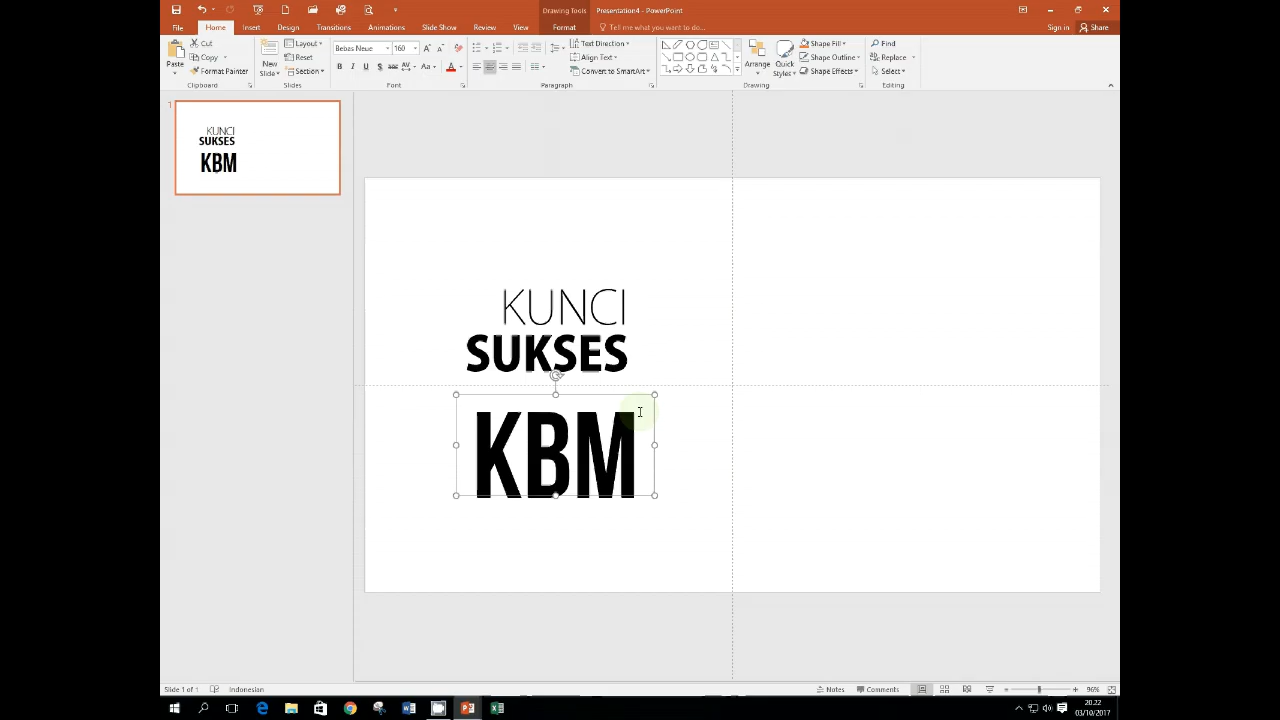 Drawing Tools
Presentation4 - PowerPoint
File
Home
Insert
Design
Transitions
Animations
Slide Show
Review
View
Format
Tell me what you want to do...
Sign in
Share
Paste
Cut
Copy
Format Painter
Clipboard
New
Slide
Layout
Reset
Section
Slides
Bebas Neue
160
Font
Text Direction
Align Text
Convert to SmartArt
Paragraph
Arrange
Quick
Styles
Shape Fill
Shape Outline
Shape Effects
Drawing
Find
Replace
Select
Editing
1
KUNCI
SUKSES
KBM
KUNCI
SUKSES
KBM
Slide 1 of 1
Indonesian
Notes
Comments
96%
20.22
03/10/2017